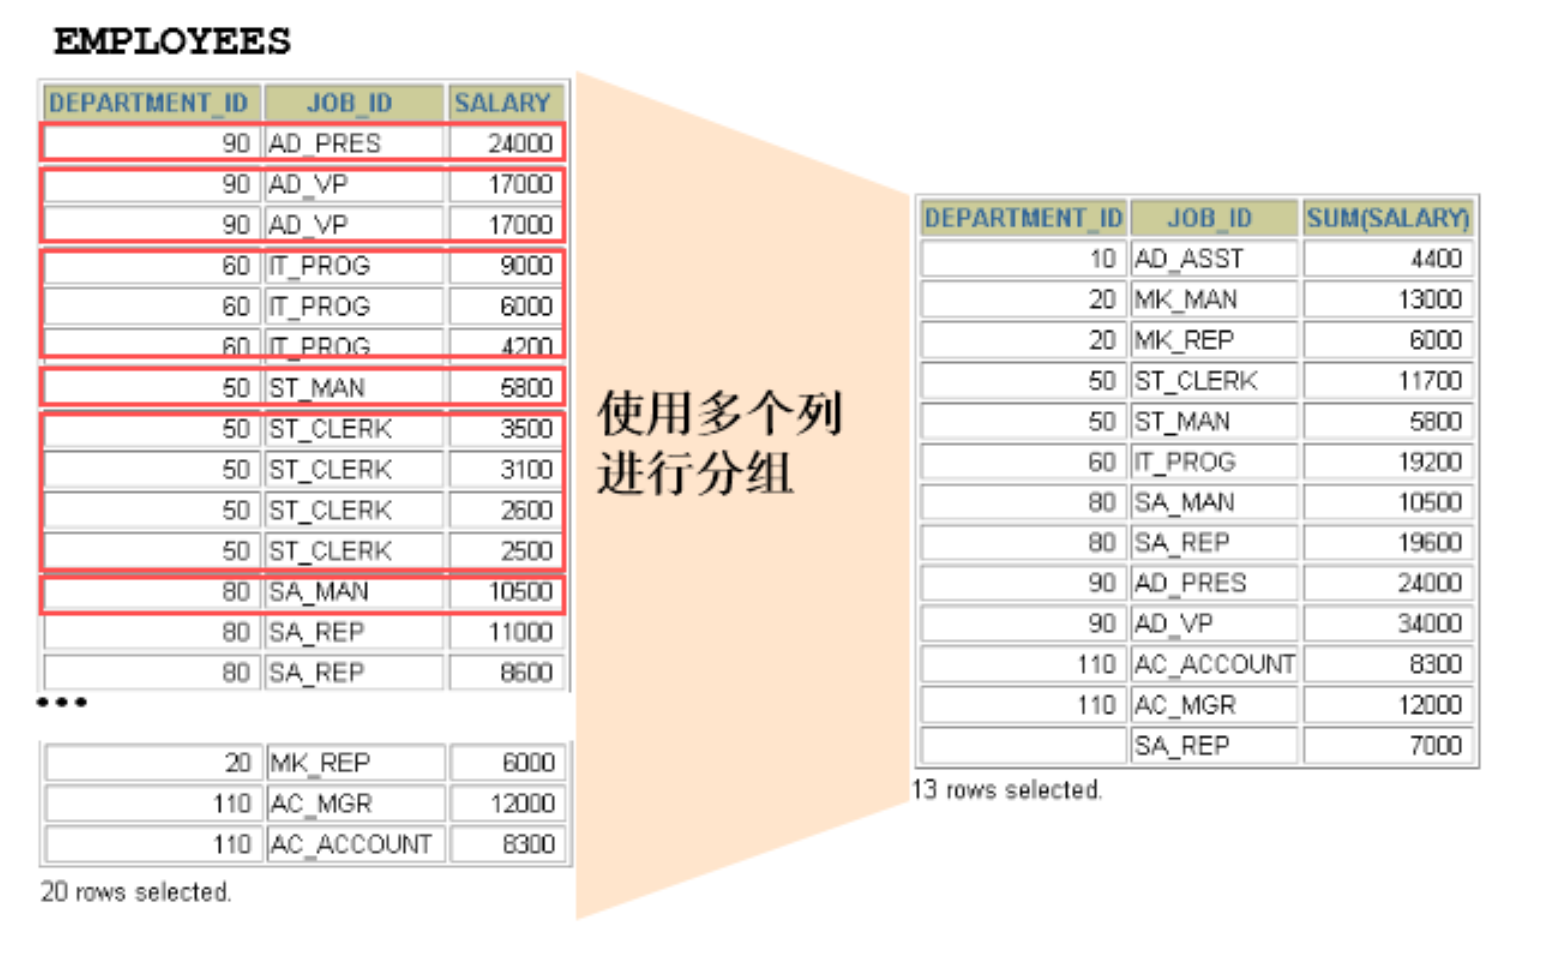 EMPLOYEES
DEPARTMENT_ID JOB_ID SALARY
90 AD_PRES 24000
90 AD_VP 17000
90 AD_VP 17000
60 IT_PROG 9000
60 IT_PROG 6000
60 IT_PROG 4200
50 ST_MAN 5800
50 ST_CLERK 3500
50 ST_CLERK 3100
50 ST_CLERK 2600
50 ST_CLERK 2500
80 SA_MAN 10500
80 SA_REP 11000
80 SA_REP 8600
•••
20 MK_REP 6000
110 AC_MGR 12000
110 AC_ACCOUNT 8300
20 rows selected.
使用多个列
进行分组
DEPARTMENT_ID JOB_ID SUM(SALARY)
10 AD_ASST 4400
20 MK_MAN 13000
20 MK_REP 6000
50 ST_CLERK 11700
50 ST_MAN 5800
60 IT_PROG 19200
80 SA_MAN 10500
80 SA_REP 19600
90 AD_PRES 24000
90 AD_VP 34000
110 AC_ACCOUNT 8300
110 AC_MGR 12000
SA_REP 7000
13 rows selected.